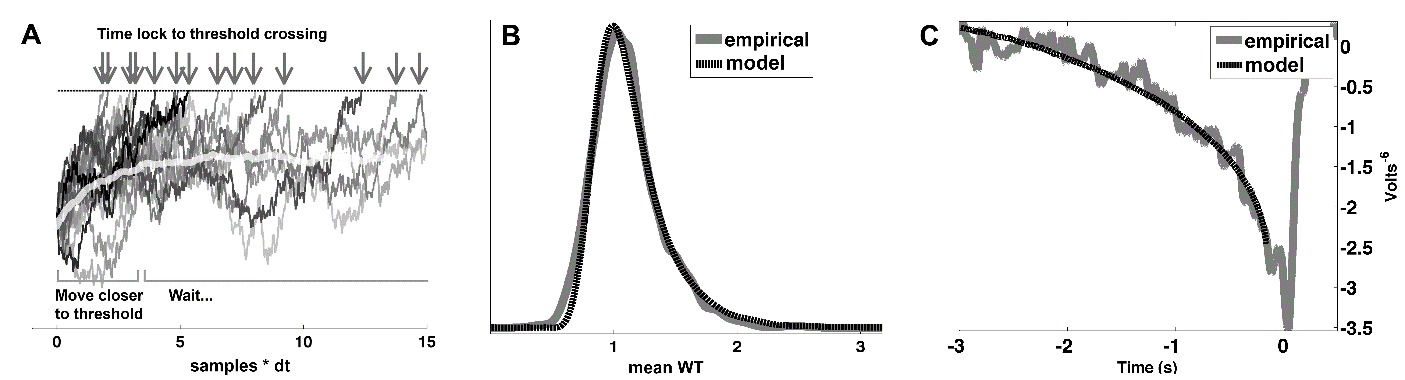 A
Time lock to threshold crossing
Move closer
to threshold
Wait...
0 5 10 15
samples * dt
B
empirical
model
1 2 3
mean WT
C
empirical
model
0
-0.5
-1
-1.5
-2
-2.5
-3
-3.5
Volts-6
-3 -2 -1 0
Time (s)